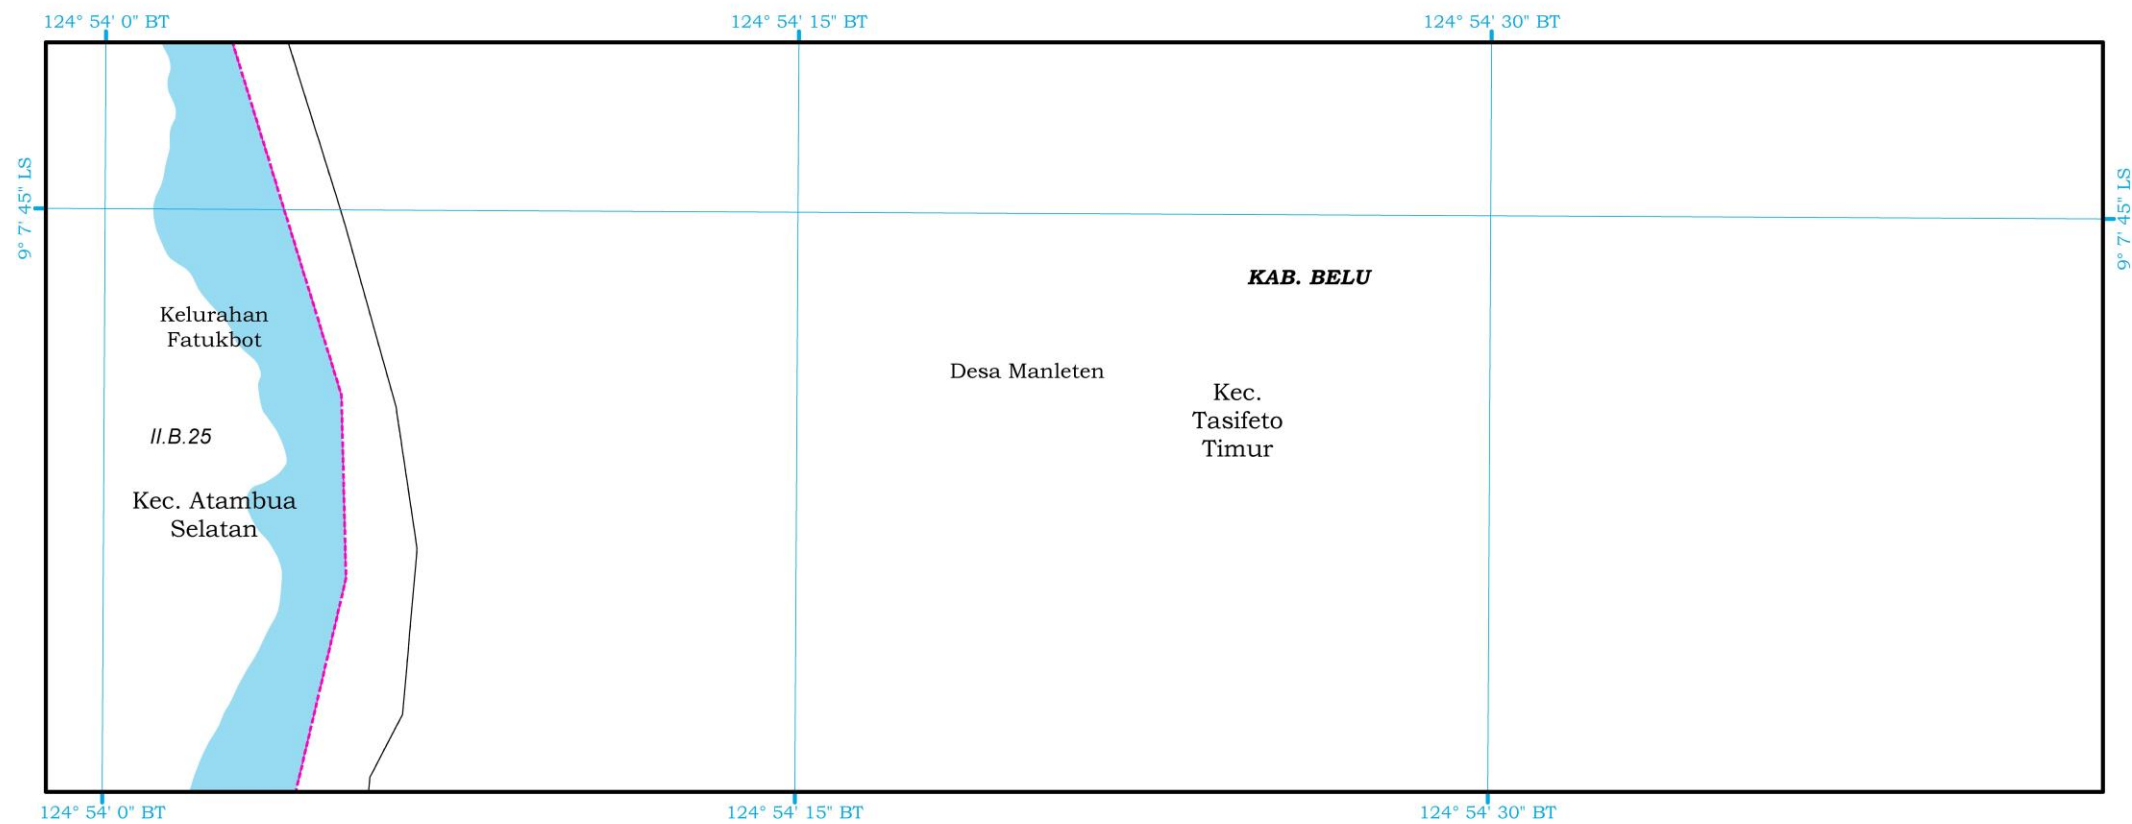 124° 54' 0" BT
124° 54' 15" BT
124° 54' 30" BT
9° 7' 45" LS
9° 7' 45" LS
KAB. BELU
Kelurahan
Fatukbot
Desa Manleten
Kec.
Tasifeto
Timur
II.B.25
Kec. Atambua
Selatan
124° 54' 0" BT
124° 54' 15" BT
124° 54' 30" BT